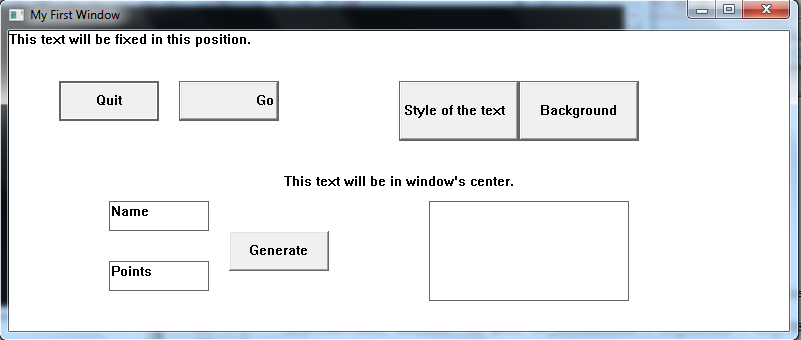 My First Window
This text will be fixed in this position.
Quit
Go
Style of the text
Background
This text will be in window's center.
Name
Generate
Points